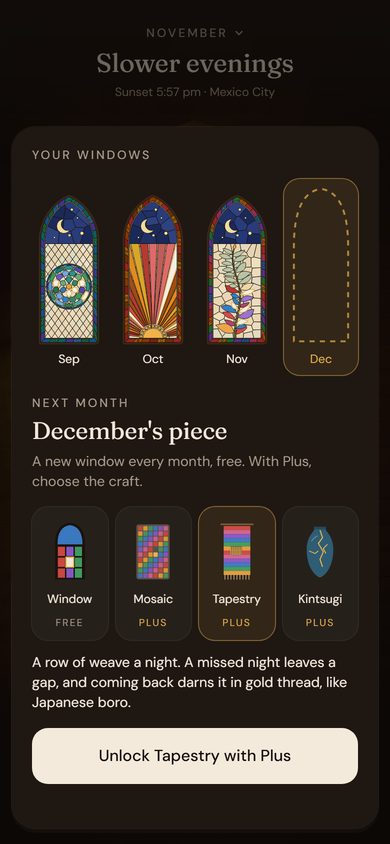 NOVEMBER
Slower evenings
Sunset 5:57 pm · Mexico City
YOUR WINDOWS
Sep
Oct
Nov
Dec
NEXT MONTH
December's piece
A new window every month, free. With Plus,
choose the craft.
Window
Mosaic
Tapestry
Kintsugi
FREE
PLUS
PLUS
PLUS
A row of weave a night. A missed night leaves a
gap, and coming back darns it in gold thread, like
Japanese boro.
Unlock Tapestry with Plus